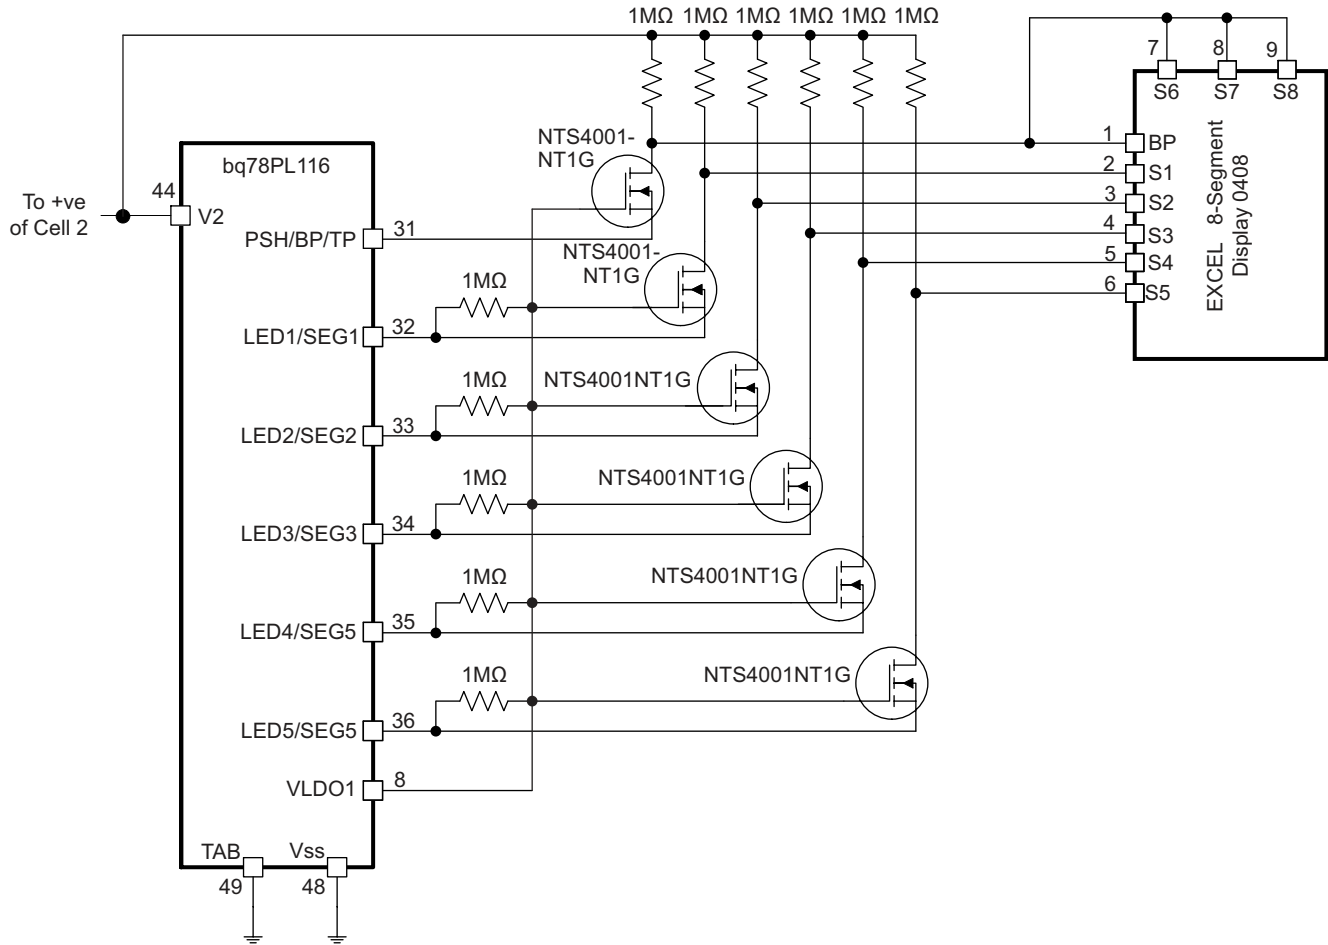 1MΩ 1MΩ 1MΩ 1MΩ 1MΩ 1MΩ
7 8 9
S6 S7 S8
NTS4001-
NT1G
bq78PL116
44
To +ve
of Cell 2
V2
1 BP
2 S1
3 S2
4 S3
5 S4
6 S5
EXCEL 8-Segment
Display 0408
PSH/BP/TP 31
NTS4001-
NT1G
1MΩ
LED1/SEG1 32
1MΩ NTS4001NT1G
LED2/SEG2 33
1MΩ NTS4001NT1G
LED3/SEG3 34
1MΩ NTS4001NT1G
LED4/SEG5 35
1MΩ NTS4001NT1G
LED5/SEG5 36
VLDO1 8
TAB Vss
49 48